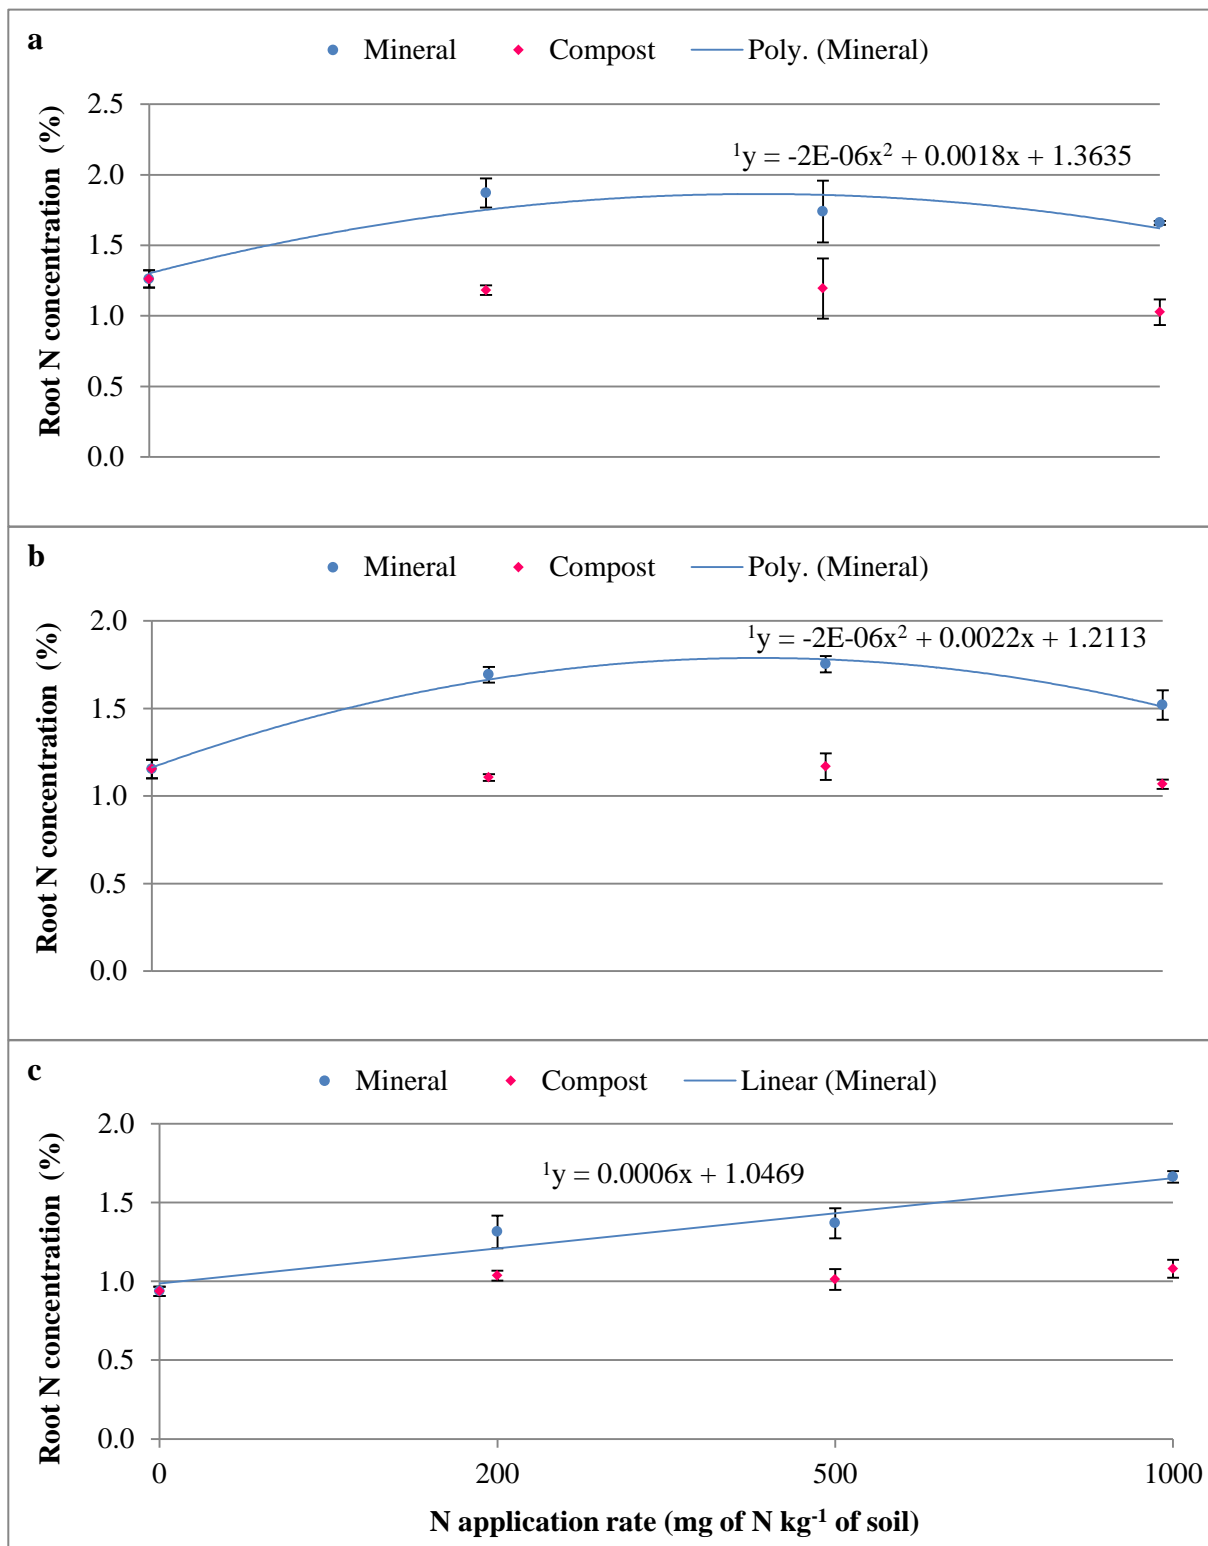 a
Mineral Compost Poly. (Mineral)
2.5
¹y = -2E-06x² + 0.0018x + 1.3635
2.0
1.5
1.0
0.5
0.0
Root N concentration (%)
b
Mineral Compost Poly. (Mineral)
2.0
¹y = -2E-06x² + 0.0022x + 1.2113
1.5
1.0
0.5
0.0
Root N concentration (%)
c
Mineral Compost Linear (Mineral)
2.0
¹y = 0.0006x + 1.0469
1.5
1.0
0.5
0.0
Root N concentration (%)
0 200 500 1000
N application rate (mg of N kg⁻¹ of soil)